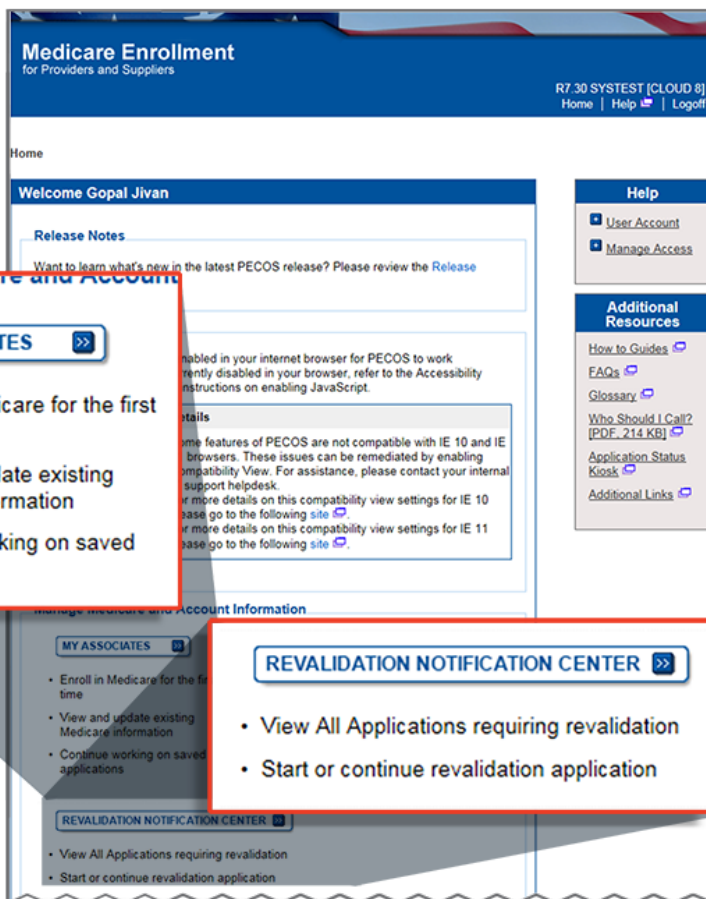 Medicare Enrollment
for Providers and Suppliers
R7.30 SYSTEST [CLOUD 8]
Home | Help | Logoff
Home
Welcome Gopal Jivan
Release Notes
Want to learn what's new in the latest PECOS release? Please review the Release
and Account
nabled in your internet browser for PECOS to work
rently disabled in your browser, refer to the Accessibility
nstructions on enabling JavaScript.
etails
ome features of PECOS are not compatible with IE 10 and IE
browsers. These issues can be remediated by enabling
ompatibility View. For assistance, please contact your internal
support helpdesk.
r more details on this compatibility view settings for IE 10
ease go to the following site
r more details on this compatibility view settings for IE 11
ease go to the following site
TES
icare for the first
ate existing
rmation
king on saved
Manage Medicare and Account Information
MY ASSOCIATES
• Enroll in Medicare for the fir
time
• View and update existing
Medicare information
• Continue working on saved
applications
REVALIDATION NOTIFICATION CENTER
• View All Applications requiring revalidation
• Start or continue revalidation application
REVALIDATION NOTIFICATION CENTER
• View All Applications requiring revalidation
• Start or continue revalidation application
Help
User Account
Manage Access
Additional
Resources
How to Guides
FAQs
Glossary
Who Should I Call?
[PDF, 214 KB]
Application Status
Kiosk
Additional Links